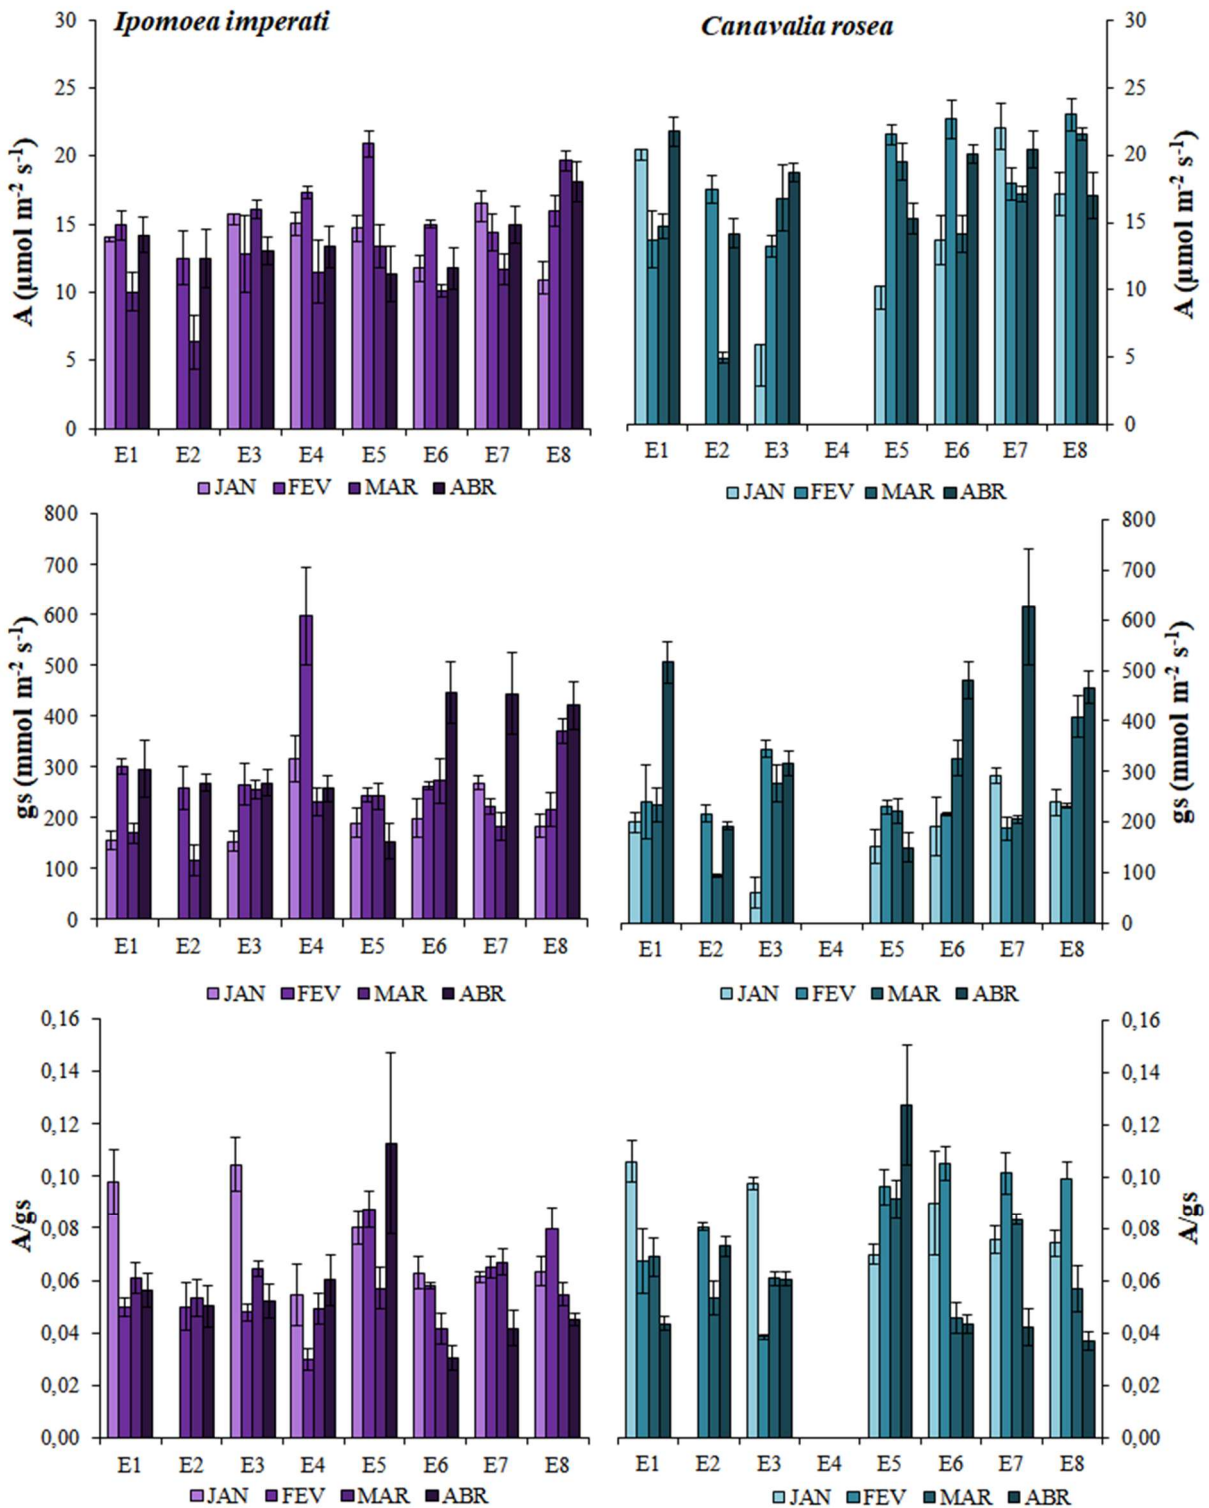 Ipomoea imperati
Canavalia rosea
A (µmol m⁻² s⁻¹)
30
25
20
15
10
5
0
E1 E2 E3 E4 E5 E6 E7 E8
JAN FEV MAR ABR
30
25
20
15
10
5
0
A (µmol m⁻² s⁻¹)
E1 E2 E3 E4 E5 E6 E7 E8
JAN FEV MAR ABR
gs (mmol m⁻² s⁻¹)
800
700
600
500
400
300
200
100
0
E1 E2 E3 E4 E5 E6 E7 E8
JAN FEV MAR ABR
800
700
600
500
400
300
200
100
0
gs (mmol m⁻² s⁻¹)
E1 E2 E3 E4 E5 E6 E7 E8
JAN FEV MAR ABR
A/gs
0,16
0,14
0,12
0,10
0,08
0,06
0,04
0,02
0,00
E1 E2 E3 E4 E5 E6 E7 E8
JAN FEV MAR ABR
0,16
0,14
0,12
0,10
0,08
0,06
0,04
0,02
0,00
A/gs
E1 E2 E3 E4 E5 E6 E7 E8
JAN FEV MAR ABR